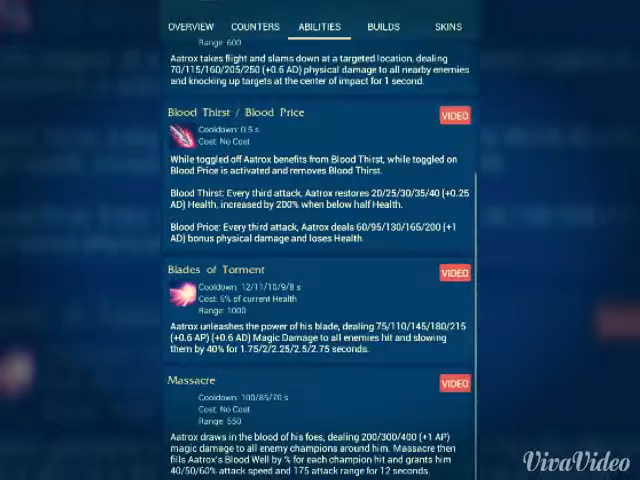 OVERVIEW COUNTERS ABILITIES BUILDS SKINS
Range: 600
Aatrox takes flight and slams down at a targeted location, dealing
70/115/160/205/250 (+0.6 AD) physical damage to all nearby enemies
and knocking up targets at the center of impact for 1 second.
Blood Thirst / Blood Price
VIDEO
Cooldown: 0.5 s
Cost: No Cost
While toggled off Aatrox benefits from Blood Thirst, while toggled on
Blood Price is activated and removes Blood Thirst.
Blood Thirst: Every third attack, Aatrox restores 20/25/30/35/40 (+0.25
AD) Health, increased by 200% when below half Health.
Blood Price: Every third attack, Aatrox deals 60/95/130/165/200 (+1
AD) bonus physical damage and loses Health.
Blades of Torment
VIDEO
Cooldown: 12/11/10/9/8 s
Cost: 5% of current Health
Range: 1000
Aatrox unleashes the power of his blade, dealing 75/110/145/180/215
(+0.6 AP) (+0.6 AD) Magic Damage to all enemies hit and slowing
them by 40% for 1.75/2/2.25/2.5/2.75 seconds.
Massacre
VIDEO
Cooldown: 100/85/70 s
Cost: No Cost
Range: 550
Aatrox draws in the blood of his foes, dealing 200/300/400 (+1 AP)
magic damage to all enemy champions around him. Massacre then
fills Aatrox's Blood Well by % for each champion hit and grants him
40/50/60% attack speed and 175 attack range for 12 seconds.
VivaVideo